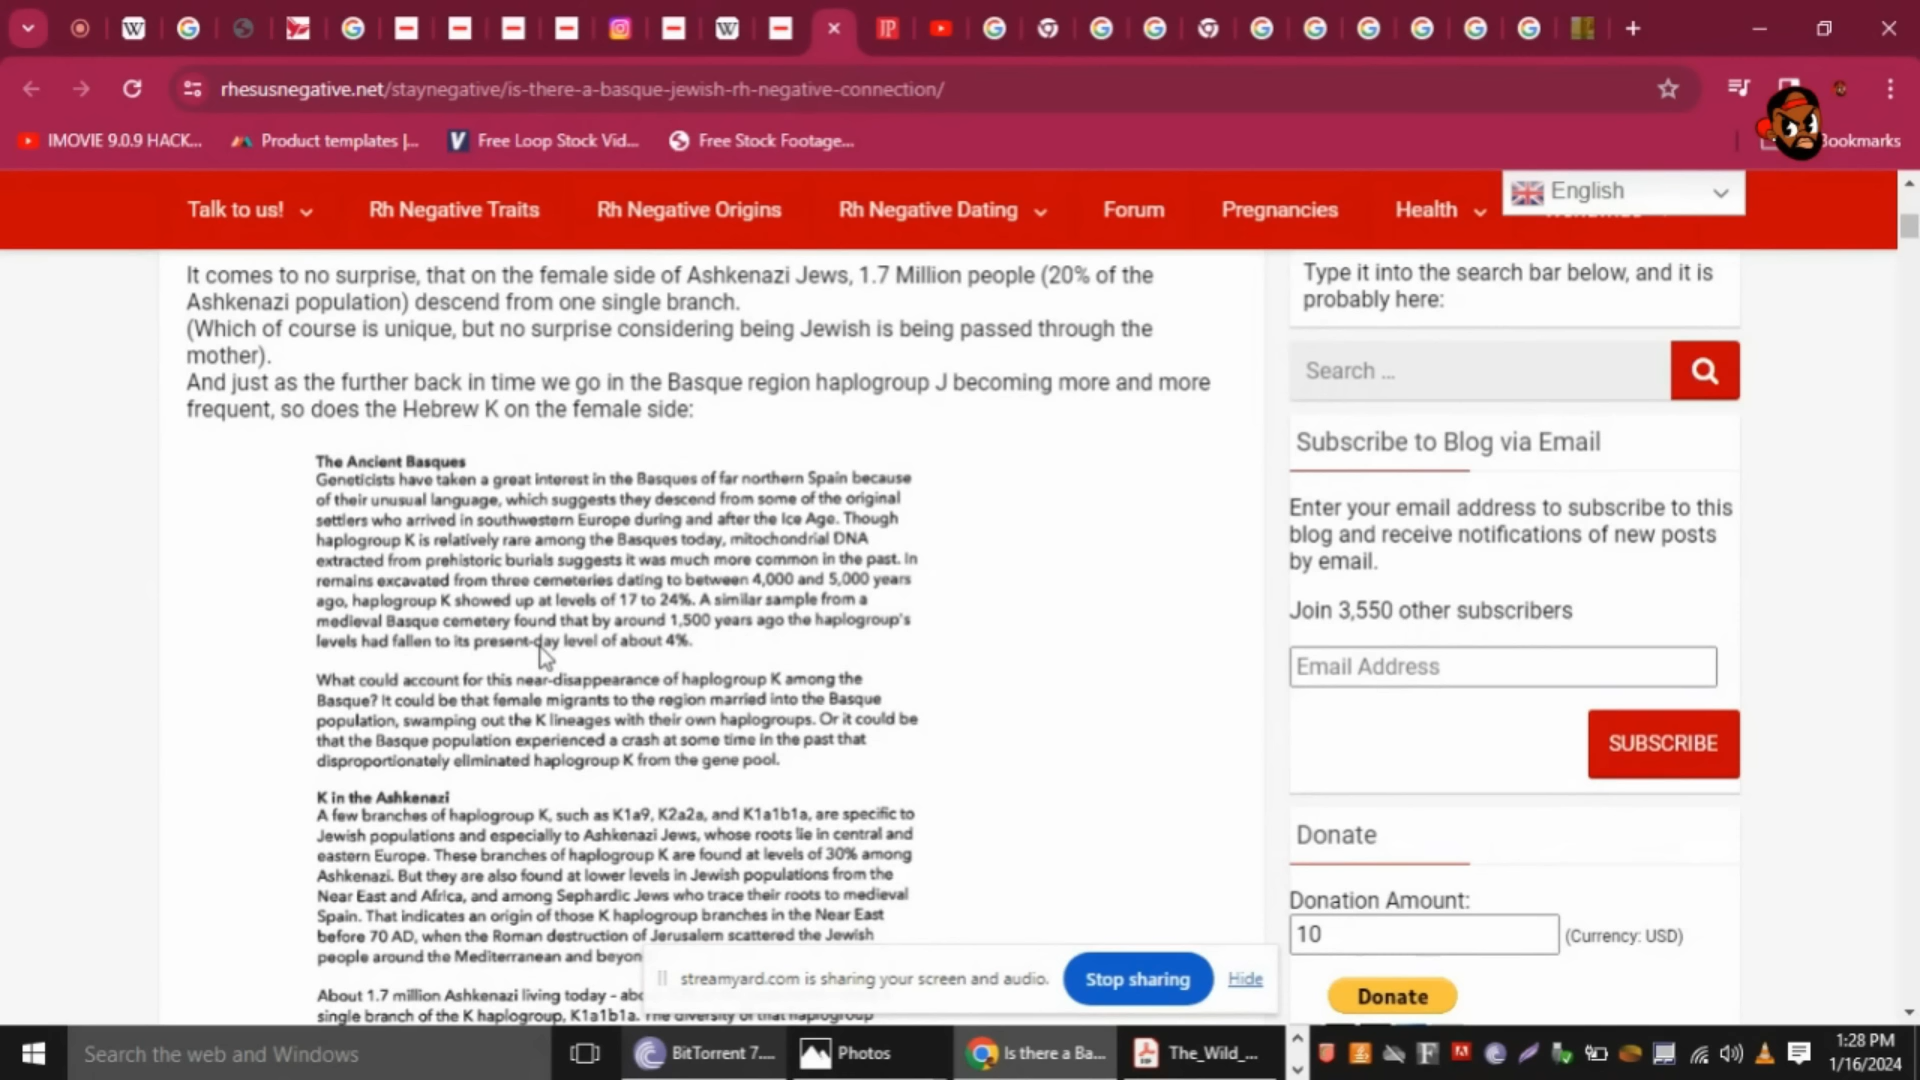 rhesusnegative.net/staynegative/is-there-a-basque-jewish-rh-negative-connection/
IMOVIE 9.0.9 HACK...
Product templates |...
Free Loop Stock Vid...
Free Stock Footage...
Bookmarks
English
Talk to us!
Rh Negative Traits
Rh Negative Origins
Rh Negative Dating
Forum
Pregnancies
Health
It comes to no surprise, that on the female side of Ashkenazi Jews, 1.7 Million people (20% of the
Ashkenazi population) descend from one single branch.
(Which of course is unique, but no surprise considering being Jewish is being passed through the
mother).
And just as the further back in time we go in the Basque region haplogroup J becoming more and more
frequent, so does the Hebrew K on the female side:
The Ancient Basques
Geneticists have taken a great interest in the Basques of far northern Spain because
of their unusual language, which suggests they descend from some of the original
settlers who arrived in southwestern Europe during and after the Ice Age. Though
haplogroup K is relatively rare among the Basques today, mitochondrial DNA
extracted from prehistoric burials suggests it was much more common in the past. In
remains excavated from three cemeteries dating to between 4,000 and 5,000 years
ago, haplogroup K showed up at levels of 17 to 24%. A similar sample from a
medieval Basque cemetery found that by around 1,500 years ago the haplogroup's
levels had fallen to its present-day level of about 4%.
What could account for this near-disappearance of haplogroup K among the
Basque? It could be that female migrants to the region married into the Basque
population, swamping out the K lineages with their own haplogroups. Or it could be
that the Basque population experienced a crash at some time in the past that
disproportionately eliminated haplogroup K from the gene pool.
K in the Ashkenazi
A few branches of haplogroup K, such as K1a9, K2a2a, and K1a1b1a, are specific to
Jewish populations and especially to Ashkenazi Jews, whose roots lie in central and
eastern Europe. These branches of haplogroup K are found at levels of 30% among
Ashkenazi. But they are also found at lower levels in Jewish populations from the
Near East and Africa, and among Sephardic Jews who trace their roots to medieval
Spain. That indicates an origin of those K haplogroup branches in the Near East
before 70 AD, when the Roman destruction of Jerusalem scattered the Jewish
people around the Mediterranean and beyon
About 1.7 million Ashkenazi living today - abo
single branch of the K haplogroup, K1a1b1a. The diversity of that haplogroup
Type it into the search bar below, and it is
probably here:
Search ...
Subscribe to Blog via Email
Enter your email address to subscribe to this
blog and receive notifications of new posts
by email.
Join 3,550 other subscribers
Email Address
SUBSCRIBE
Donate
Donation Amount:
10
(Currency: USD)
Donate
streamyard.com is sharing your screen and audio.
Stop sharing
Hide
Search the web and Windows
BitTorrent 7....
Photos
Is there a Ba...
The_Wild_...
1:28 PM
1/16/2024